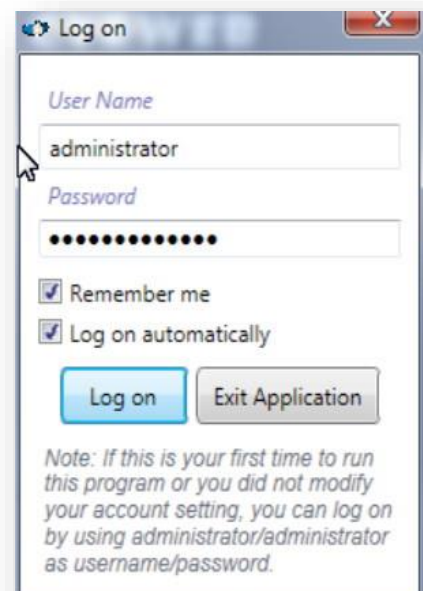 Log on
User Name
administrator
Password
•••••••••••••
Remember me
Log on automatically
Log on
Exit Application
Note: If this is your first time to run
this program or you did not modify
your account setting, you can log on
by using administrator/administrator
as username/password.